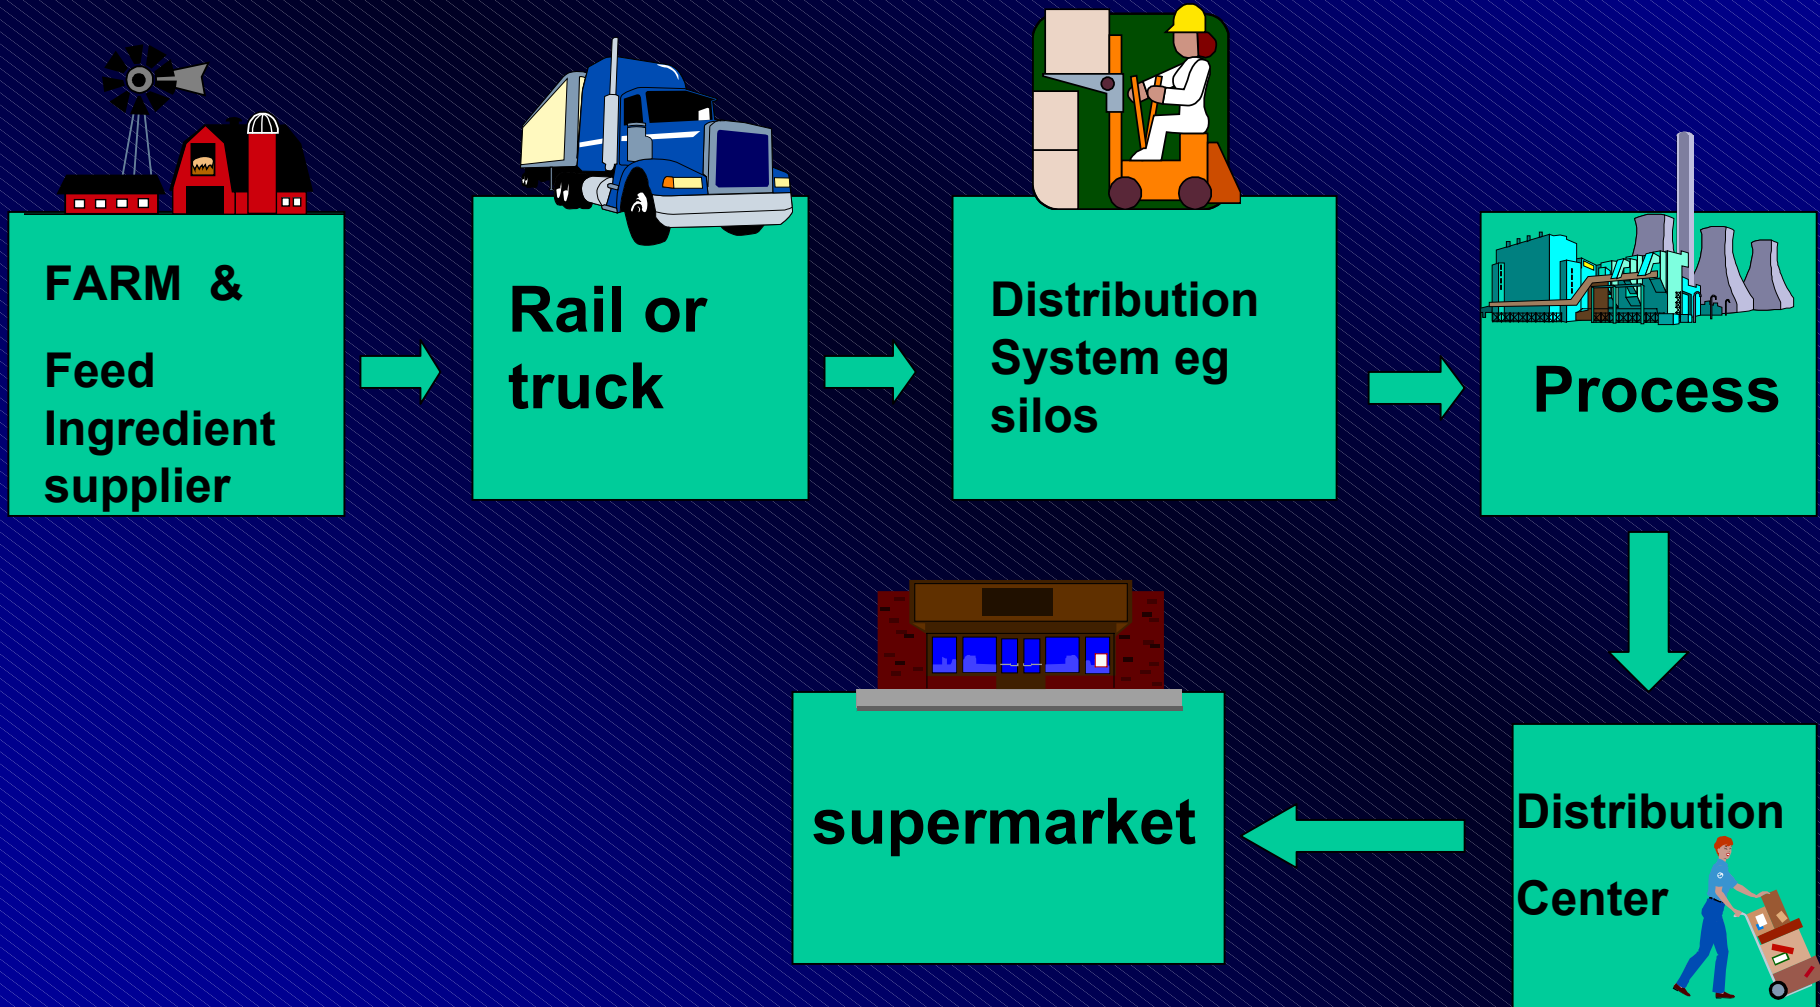 FARM &
Feed
Ingredient
supplier
Rail or
truck
Distribution
System eg
silos
Process
supermarket
Distribution
Center